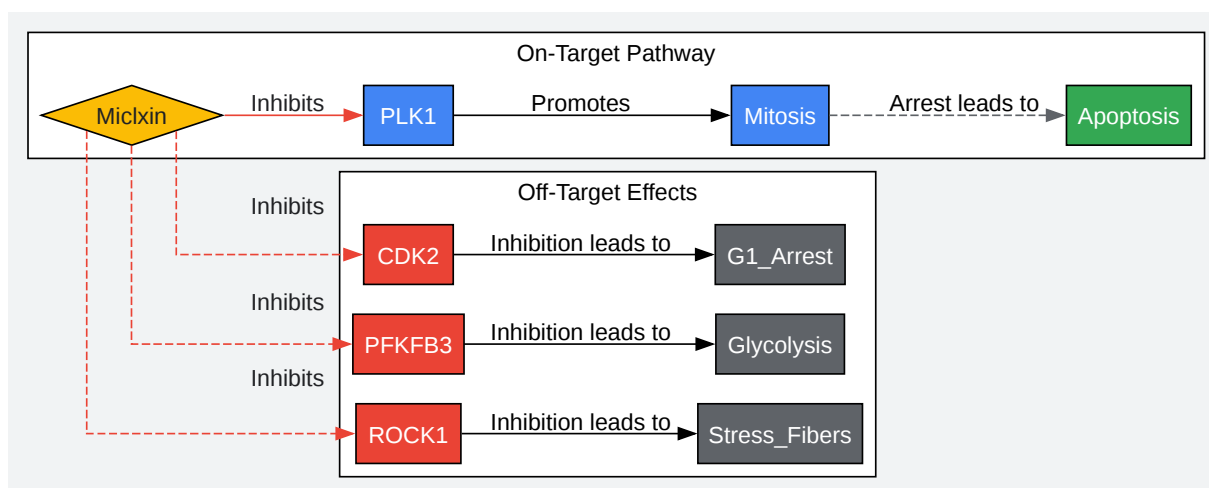 On-Target Pathway
Miclxin
Inhibits
PLK1
Promotes
Mitosis
Arrest leads to
Apoptosis
Off-Target Effects
Inhibits
CDK2
Inhibition leads to
G1_Arrest
Inhibits
PFKFB3
Inhibition leads to
Glycolysis
Inhibits
ROCK1
Inhibition leads to
Stress_Fibers